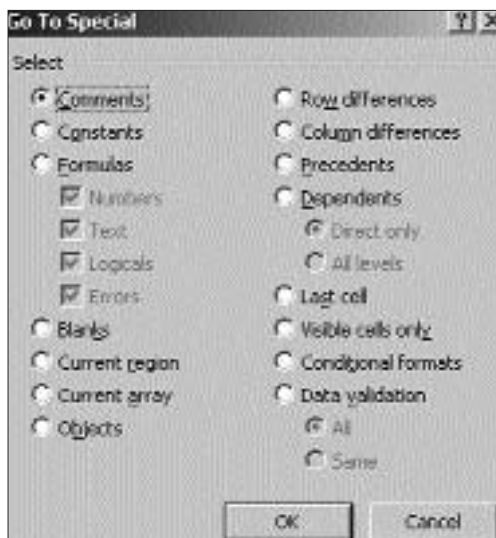 Go To Special
Select
Comments
Constants
Formulas
Numbers
Text
Logicals
Errors
Blanks
Current region
Current array
Objects
Row differences
Column differences
Precedents
Dependents
Direct only
All levels
Last cell
Visible cells only
Conditional formats
Data validation
All
Same
OK
Cancel